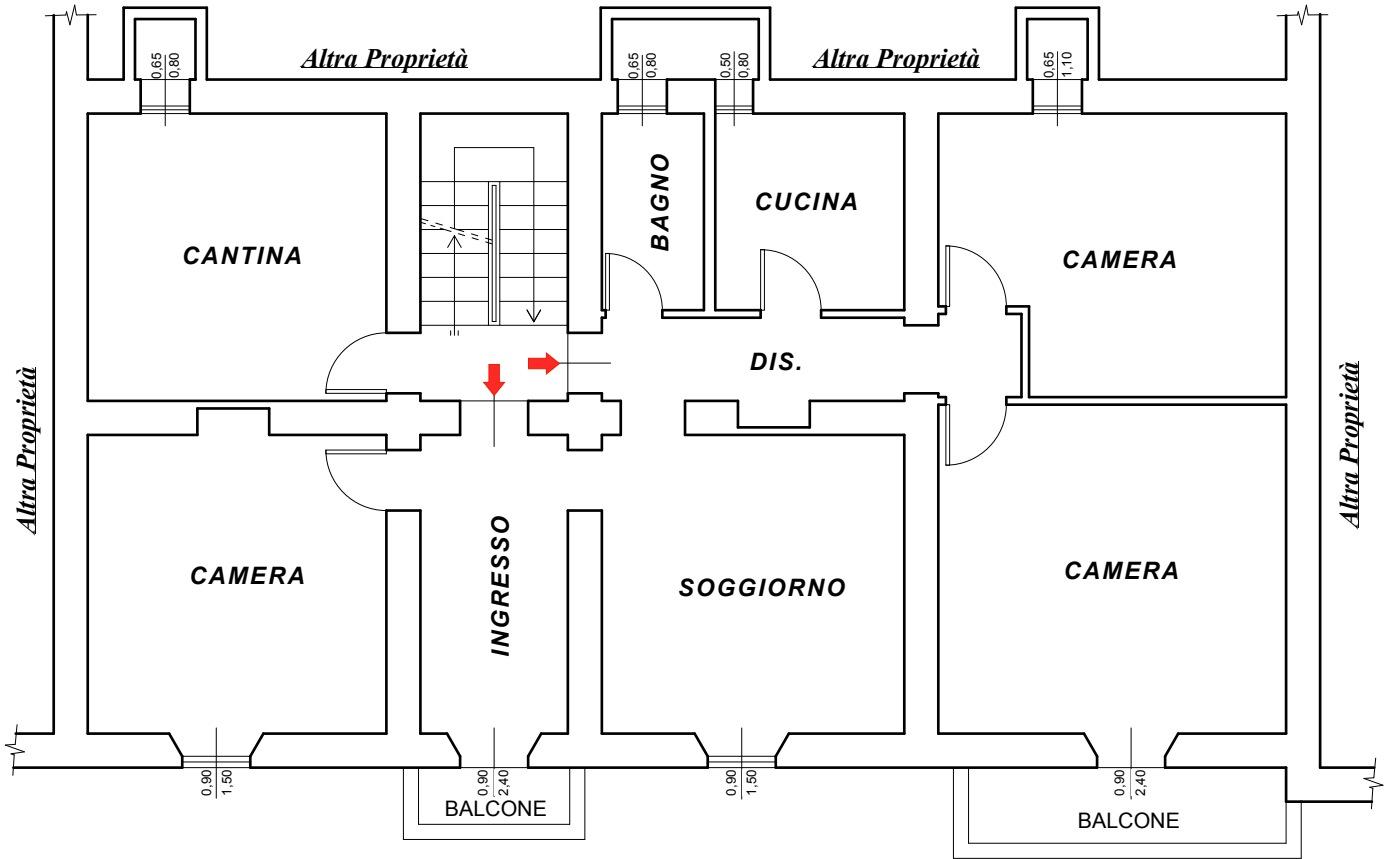 Altra Proprietà
Altra Proprietà
0,65
0,80
0,65
0,80
0,50
0,80
0,65
1,10
CANTINA
BAGNO
CUCINA
CAMERA
DIS.
Altra Proprietà
Altra Proprietà
CAMERA
INGRESSO
SOGGIORNO
CAMERA
0,90
1,50
0,90
2,40
0,90
1,50
0,90
2,40
BALCONE
BALCONE